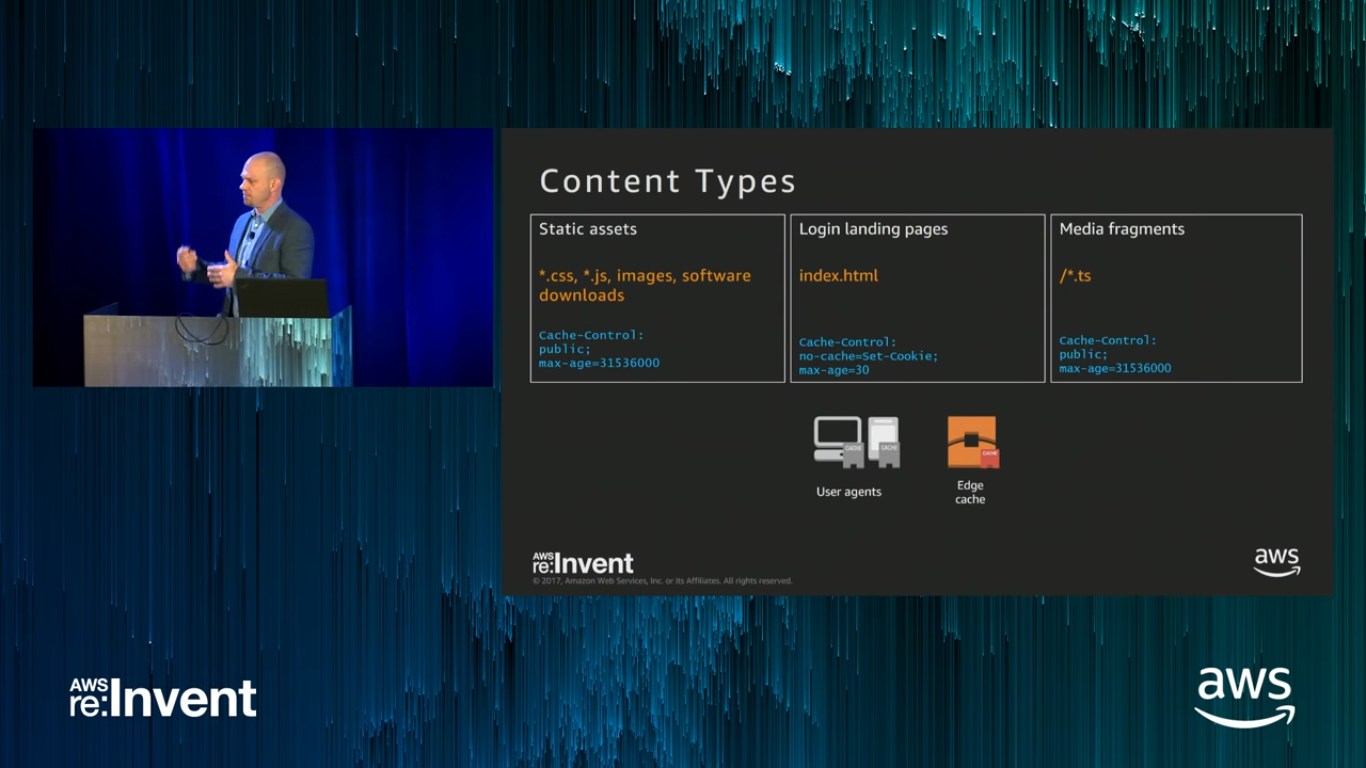 Content Types
Static assets
*.css, *.js, images, software
downloads
Cache-Control:
public;
max-age=31536000
Login landing pages
index.html
Cache-Control:
no-cache=Set-Cookie;
max-age=30
Media fragments
/*.ts
Cache-Control:
public;
max-age=31536000
CACHE
CACHE
CACHE
User agents
Edge
cache
AWS
re:Invent
© 2017, Amazon Web Services, Inc. or its Affiliates. All rights reserved.
aws
AWS
re:Invent
aws